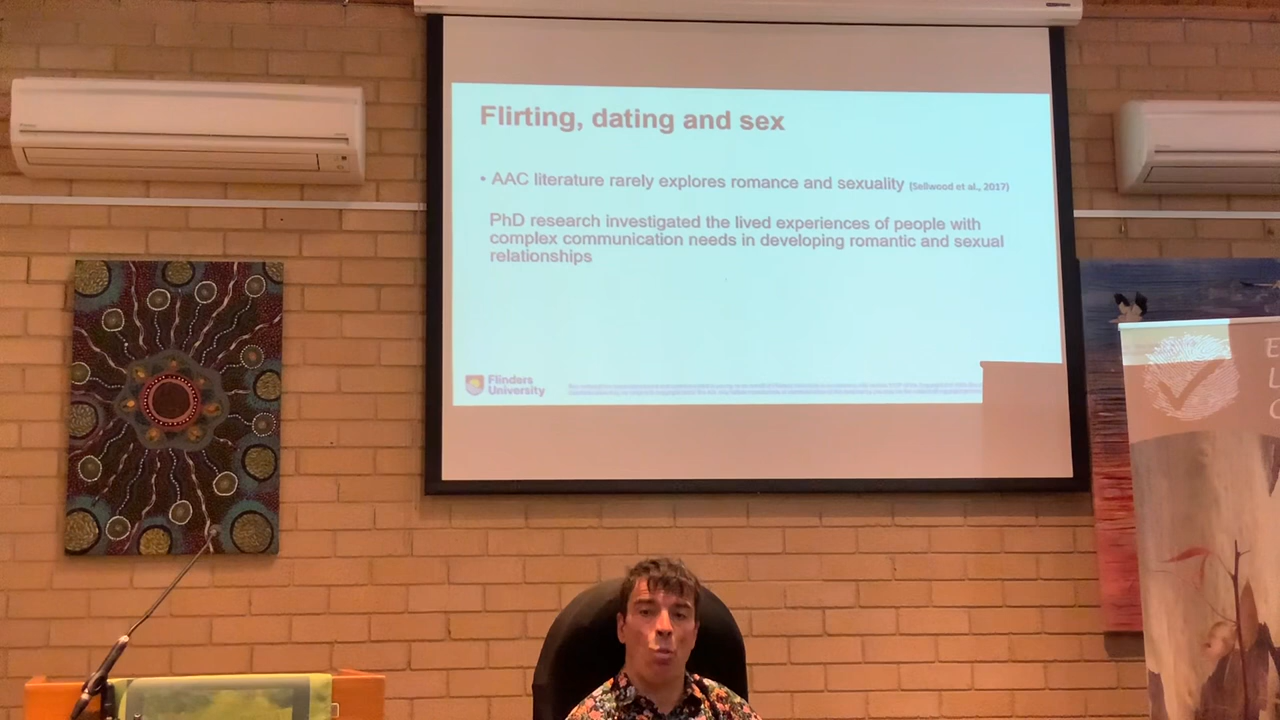 Flirting, dating and sex
• AAC literature rarely explores romance and sexuality (Sellwood et al., 2017)
PhD research investigated the lived experiences of people with
complex communication needs in developing romantic and sexual
relationships
Flinders
University
E
L